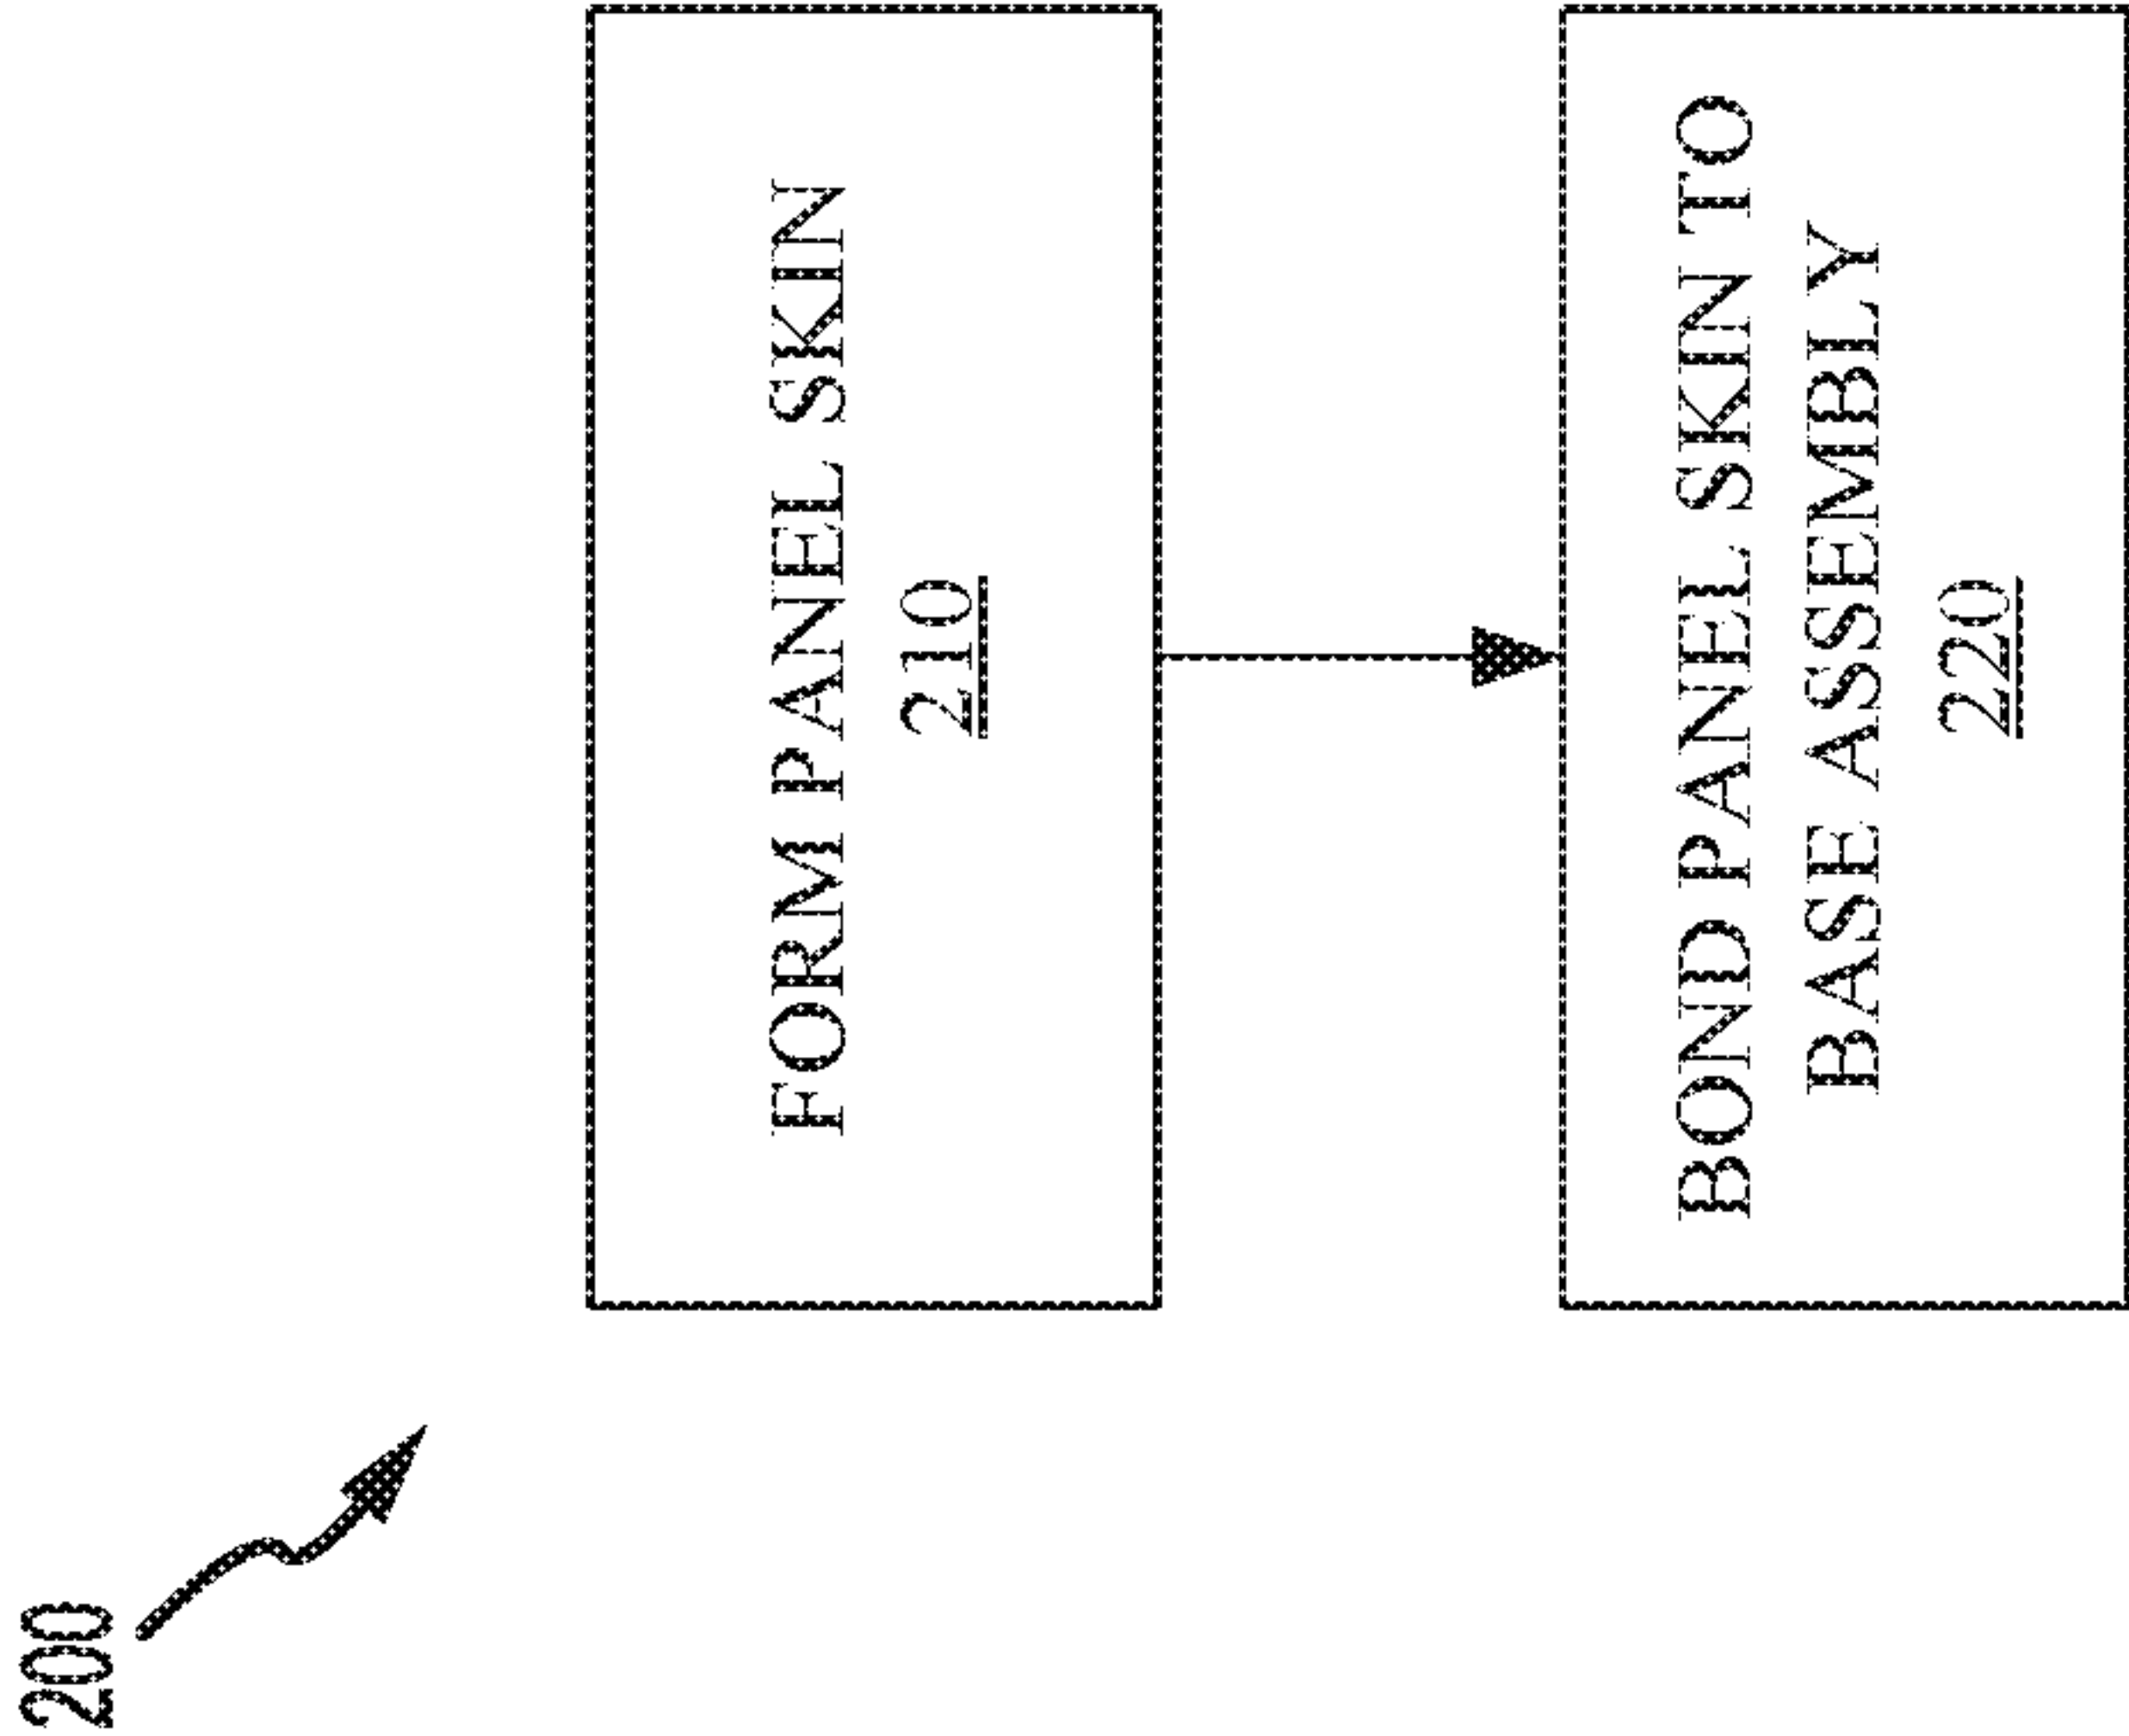 200
FORM PANEL SKIN
210
BOND PANEL SKIN TO
BASE ASSEMBLY
220